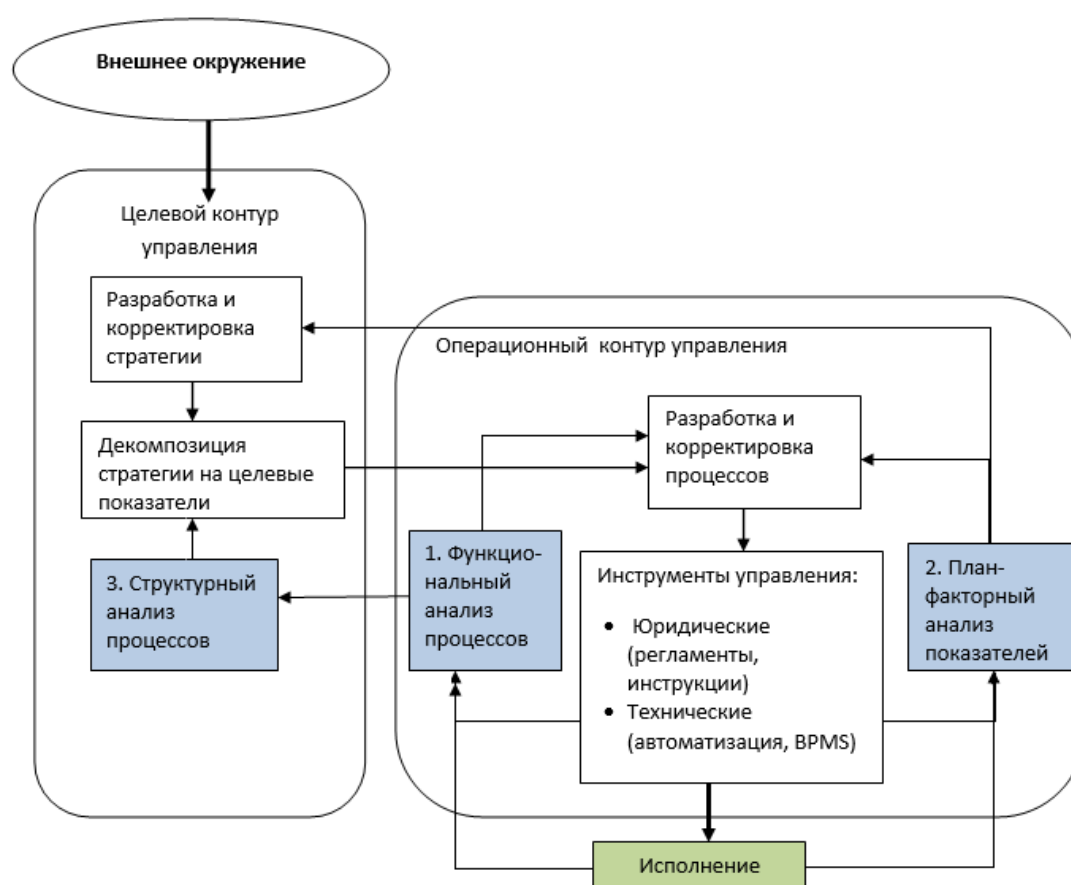 Внешнее окружение
Целевой контур
управления
Разработка и
корректировка
стратегии
Декомпозиция
стратегии на целевые
показатели
3. Структурный
анализ
процессов
Операционный контур управления
Разработка и
корректировка
процессов
1. Функцио-
нальный
анализ
процессов
Инструменты управления:
• Юридические
(регламенты,
инструкции)
• Технические
(автоматизация, BPMS)
2. План-
факторный
анализ
показателей
Исполнение